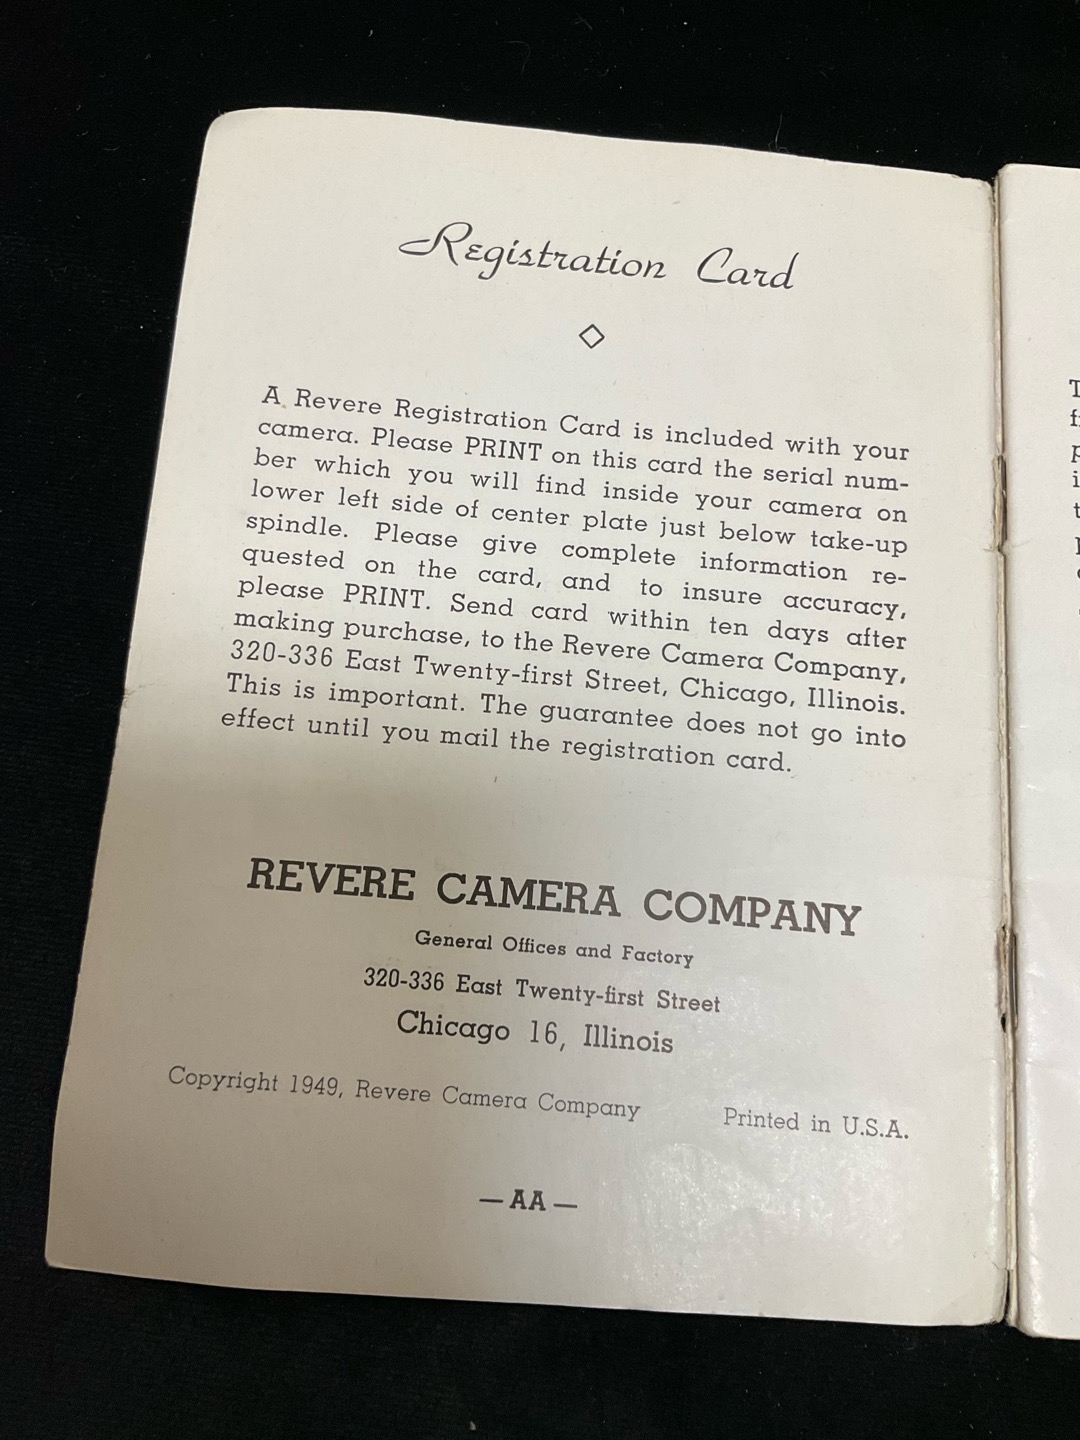 Registration Card
A Revere Registration Card is included with your
camera. Please PRINT on this card the serial num-
ber which you will find inside your camera on
lower left side of center plate just below take-up
spindle. Please give complete information re-
quested on the card, and to insure accuracy,
please PRINT. Send card within ten days after
making purchase, to the Revere Camera Company,
320-336 East Twenty-first Street, Chicago, Illinois.
This is important. The guarantee does not go into
effect until you mail the registration card.
REVERE CAMERA COMPANY
General Offices and Factory
320-336 East Twenty-first Street
Chicago 16, Illinois
Copyright 1949, Revere Camera Company Printed in U.S.A.
— AA —